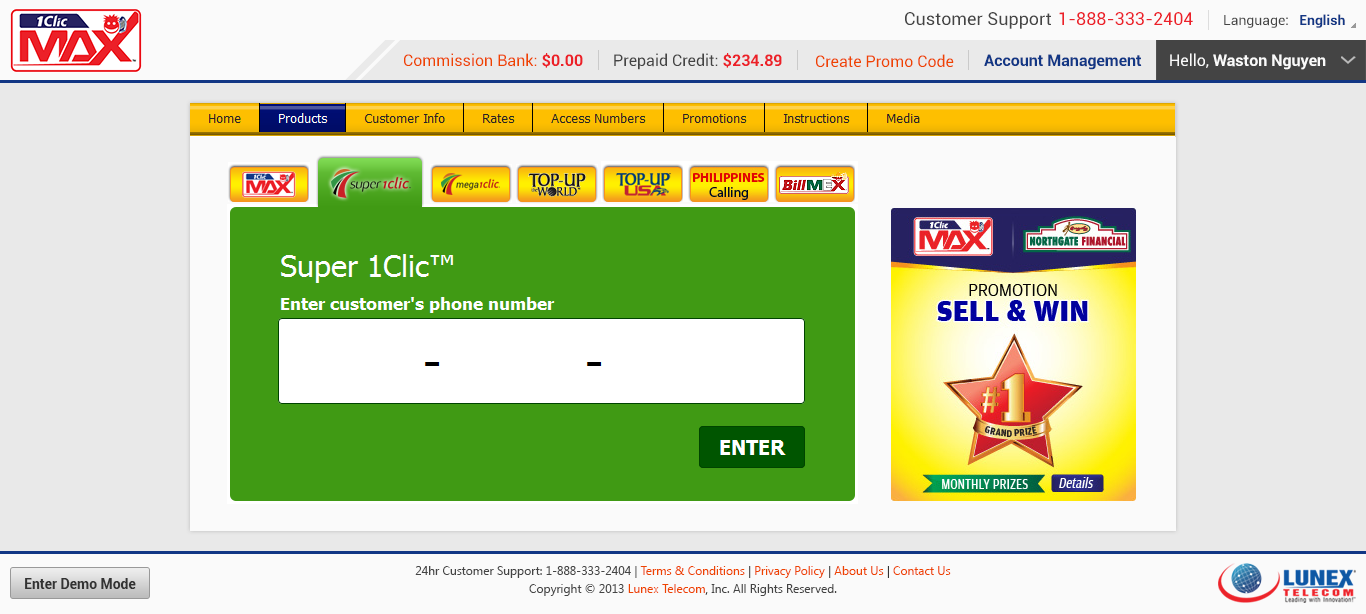 1Clic
MAX
Customer Support 1-888-333-2404
Language: English
Commission Bank: $0.00
Prepaid Credit: $234.89
Create Promo Code
Account Management
Hello, Waston Nguyen
Home
Products
Customer Info
Rates
Access Numbers
Promotions
Instructions
Media
1Clic
MAX
super1clic
mega1clic
TOP-UP
the WORLD
TOP-UP
USA
PHILIPPINES
Calling
BillMax
Super 1Clic™
Enter customer's phone number
- -
ENTER
1Clic
MAX
NORTHGATE FINANCIAL
PROMOTION
SELL & WIN
#1
GRAND PRIZE
MONTHLY PRIZES
Details
Enter Demo Mode
24hr Customer Support: 1-888-333-2404 | Terms & Conditions | Privacy Policy | About Us | Contact Us
Copyright © 2013 Lunex Telecom, Inc. All Rights Reserved.
LUNEX
TELECOM
Leading with Innovation!